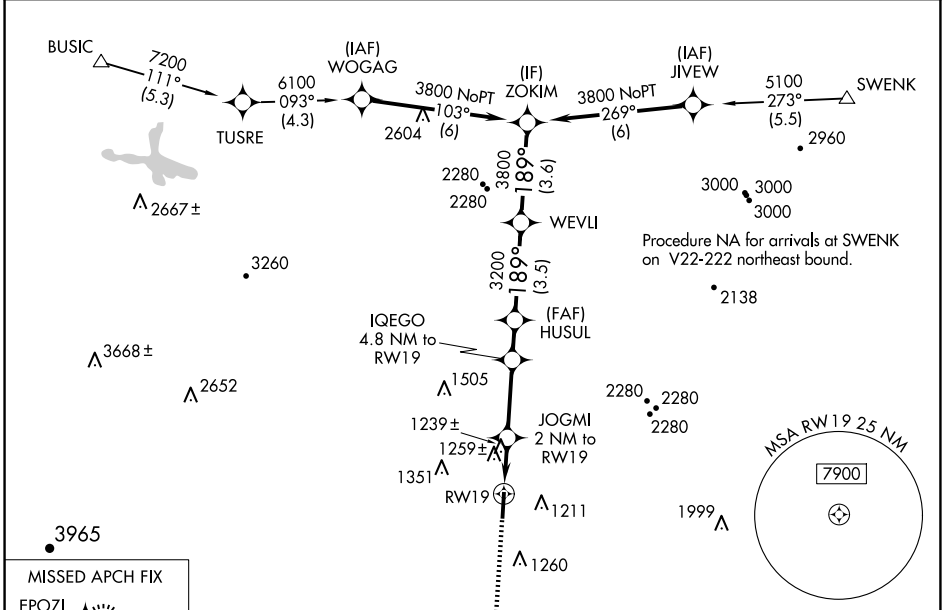 BUSIC
7200
111°
(5.3)
TUSRE
6100
093°
(4.3)
(IAF)
WOGAG
3800 NoPT
103°
(6)
2604
(IF)
ZOKIM
3800 NoPT
269°
(6)
(IAF)
JIVEW
5100
273°
(5.5)
SWENK
2960
3800
189°
(3.6)
2280
2280
3000
3000
3000
2667 ±
WEVLI
Procedure NA for arrivals at SWENK
on V22-222 northeast bound.
3260
3200
189°
(3.5)
2138
(FAF)
HUSUL
IQEGO
4.8 NM to
RW19
3668 ±
2652
1505
2280
2280
2280
1239 ±
1259 ±
JOGMI
2 NM to
RW19
1351
RW19
1211
1999
MSA RW19 25 NM
7900
3965
1260
MISSED APCH FIX
EPOZI